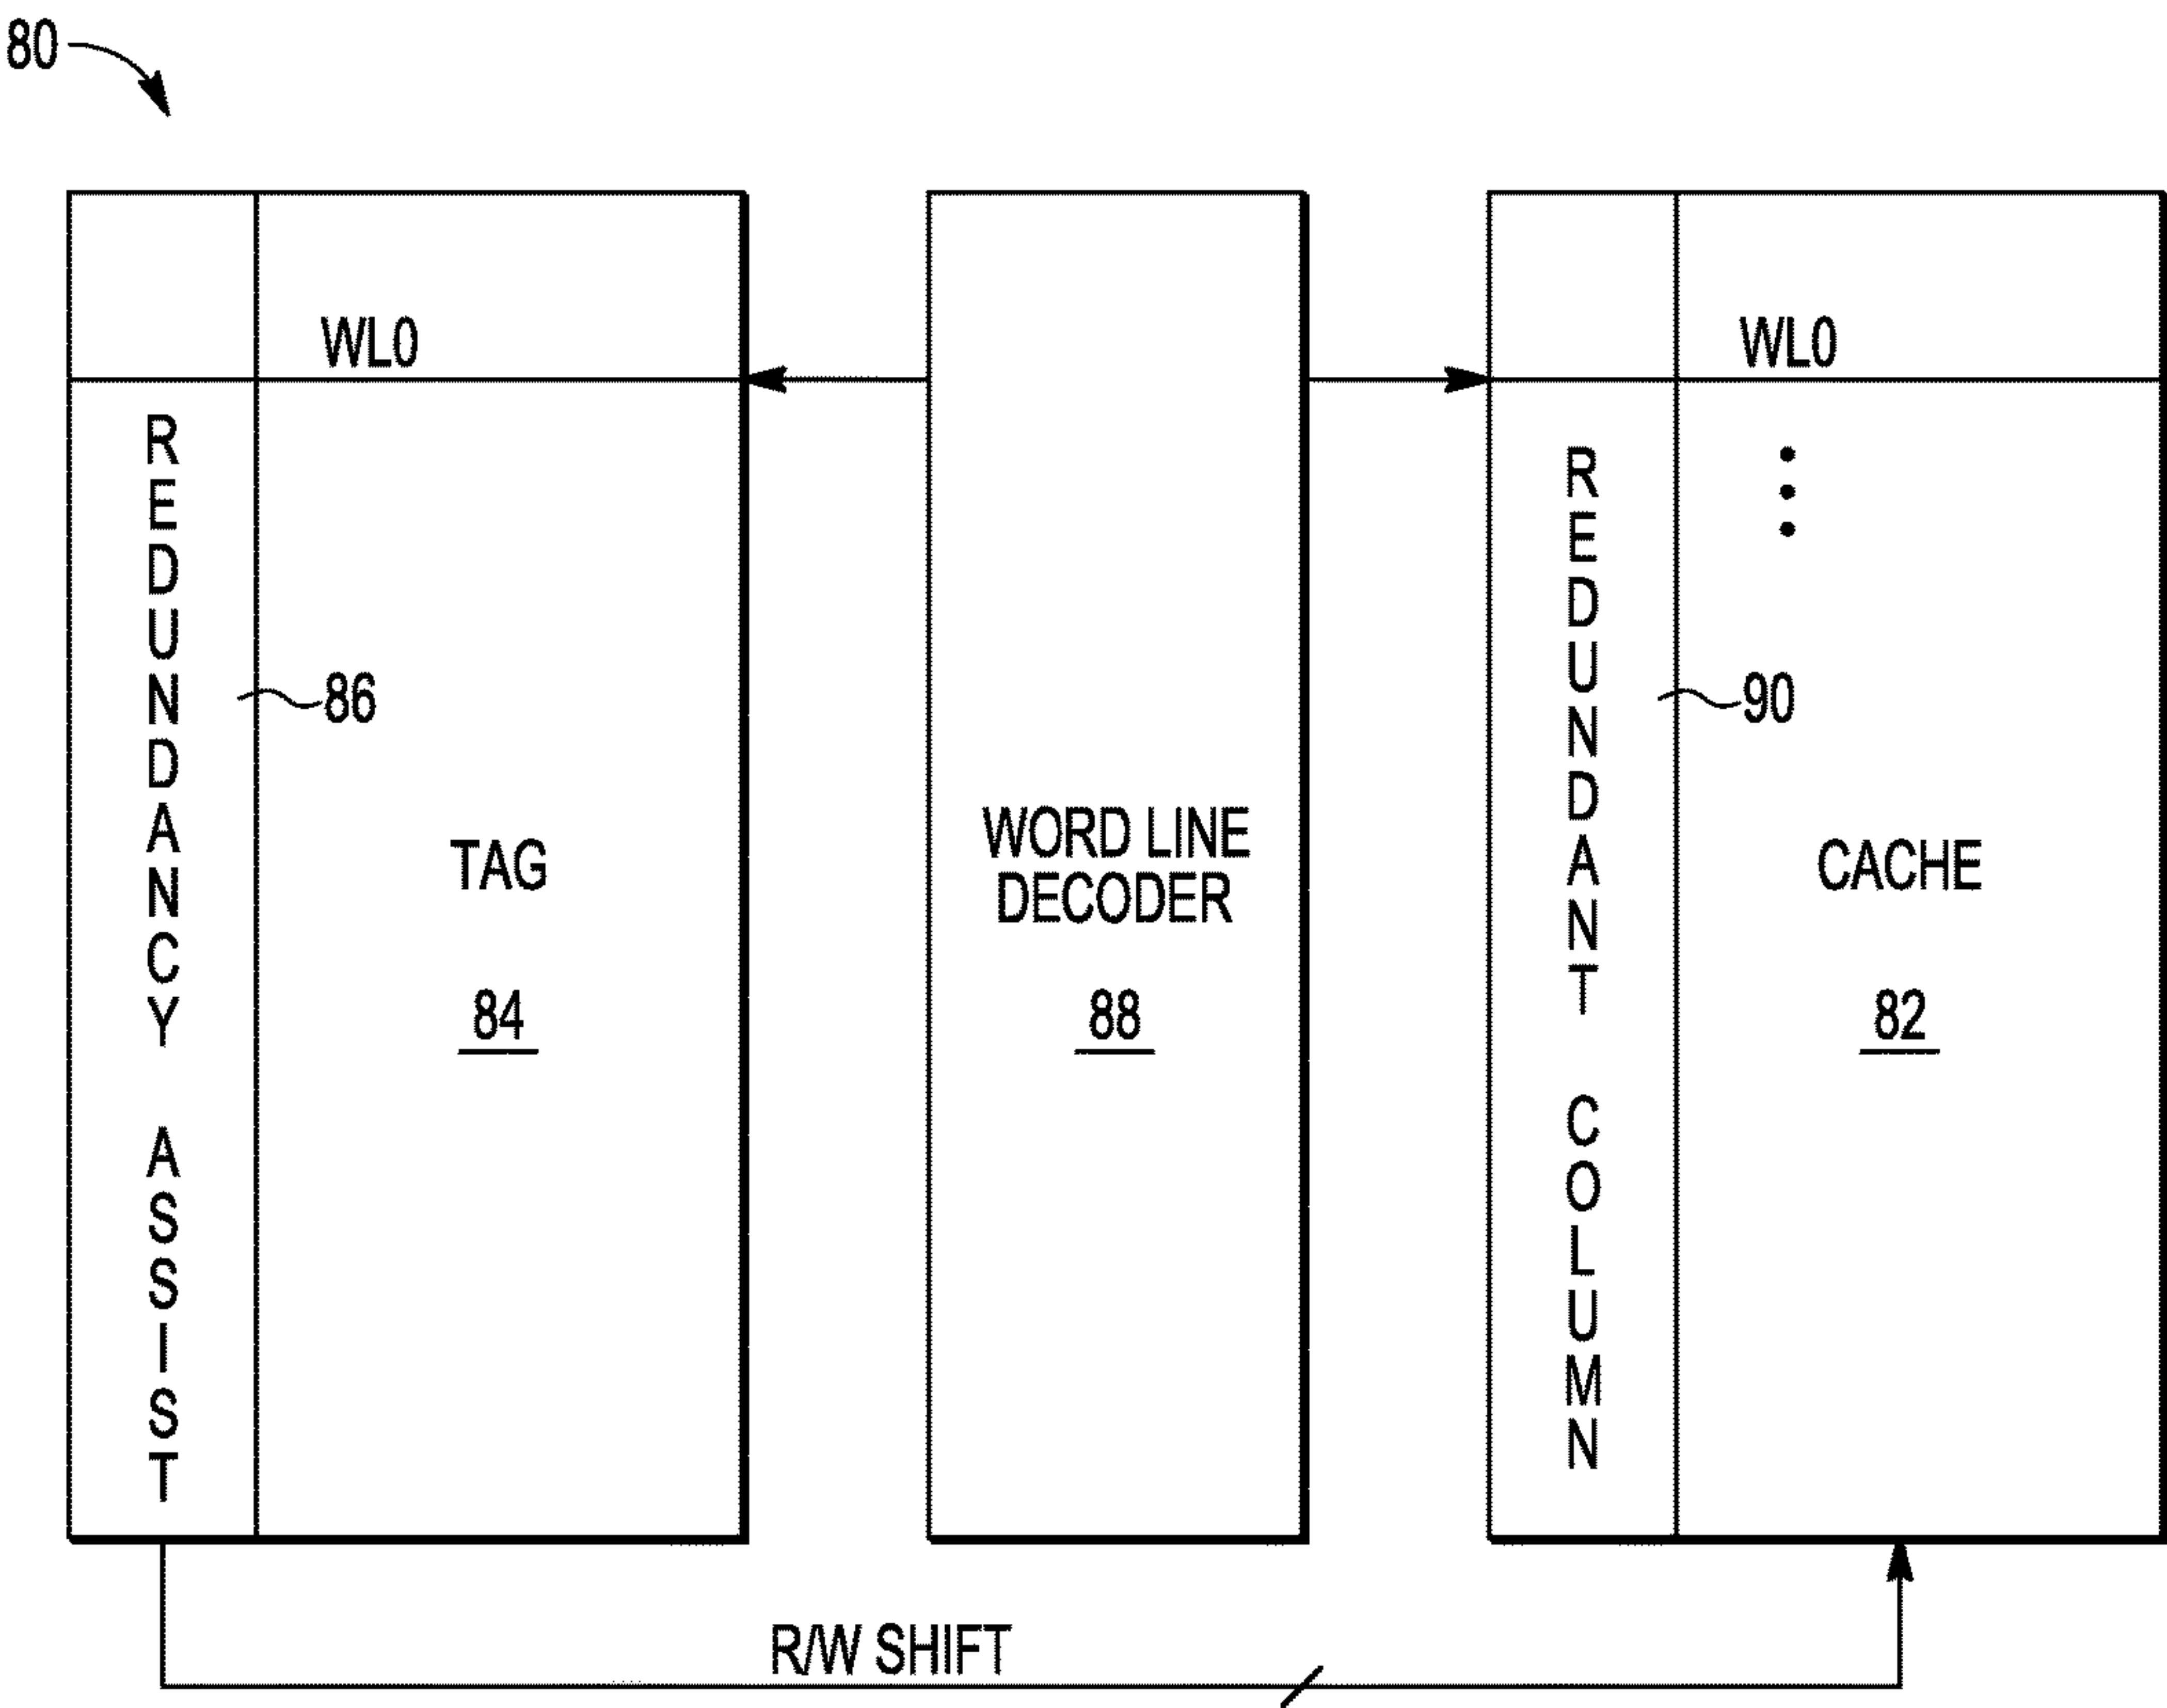 80
WL0
WL0
REDUNDANCY ASSIST
86
TAG
84
WORD LINE
DECODER
88
REDUNDANT COLUMN
90
CACHE
82
R/W SHIFT